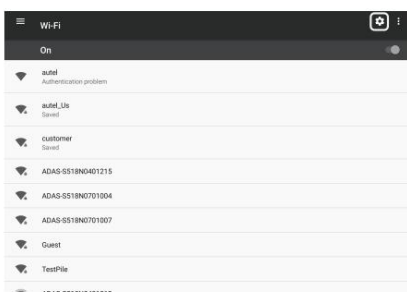 Wi-Fi
On
autel
Authentication problem
autel_Us
Saved
customer
Saved
ADAS-S518N0401215
ADAS-S518N0701004
ADAS-S518N0701007
Guest
TestPile